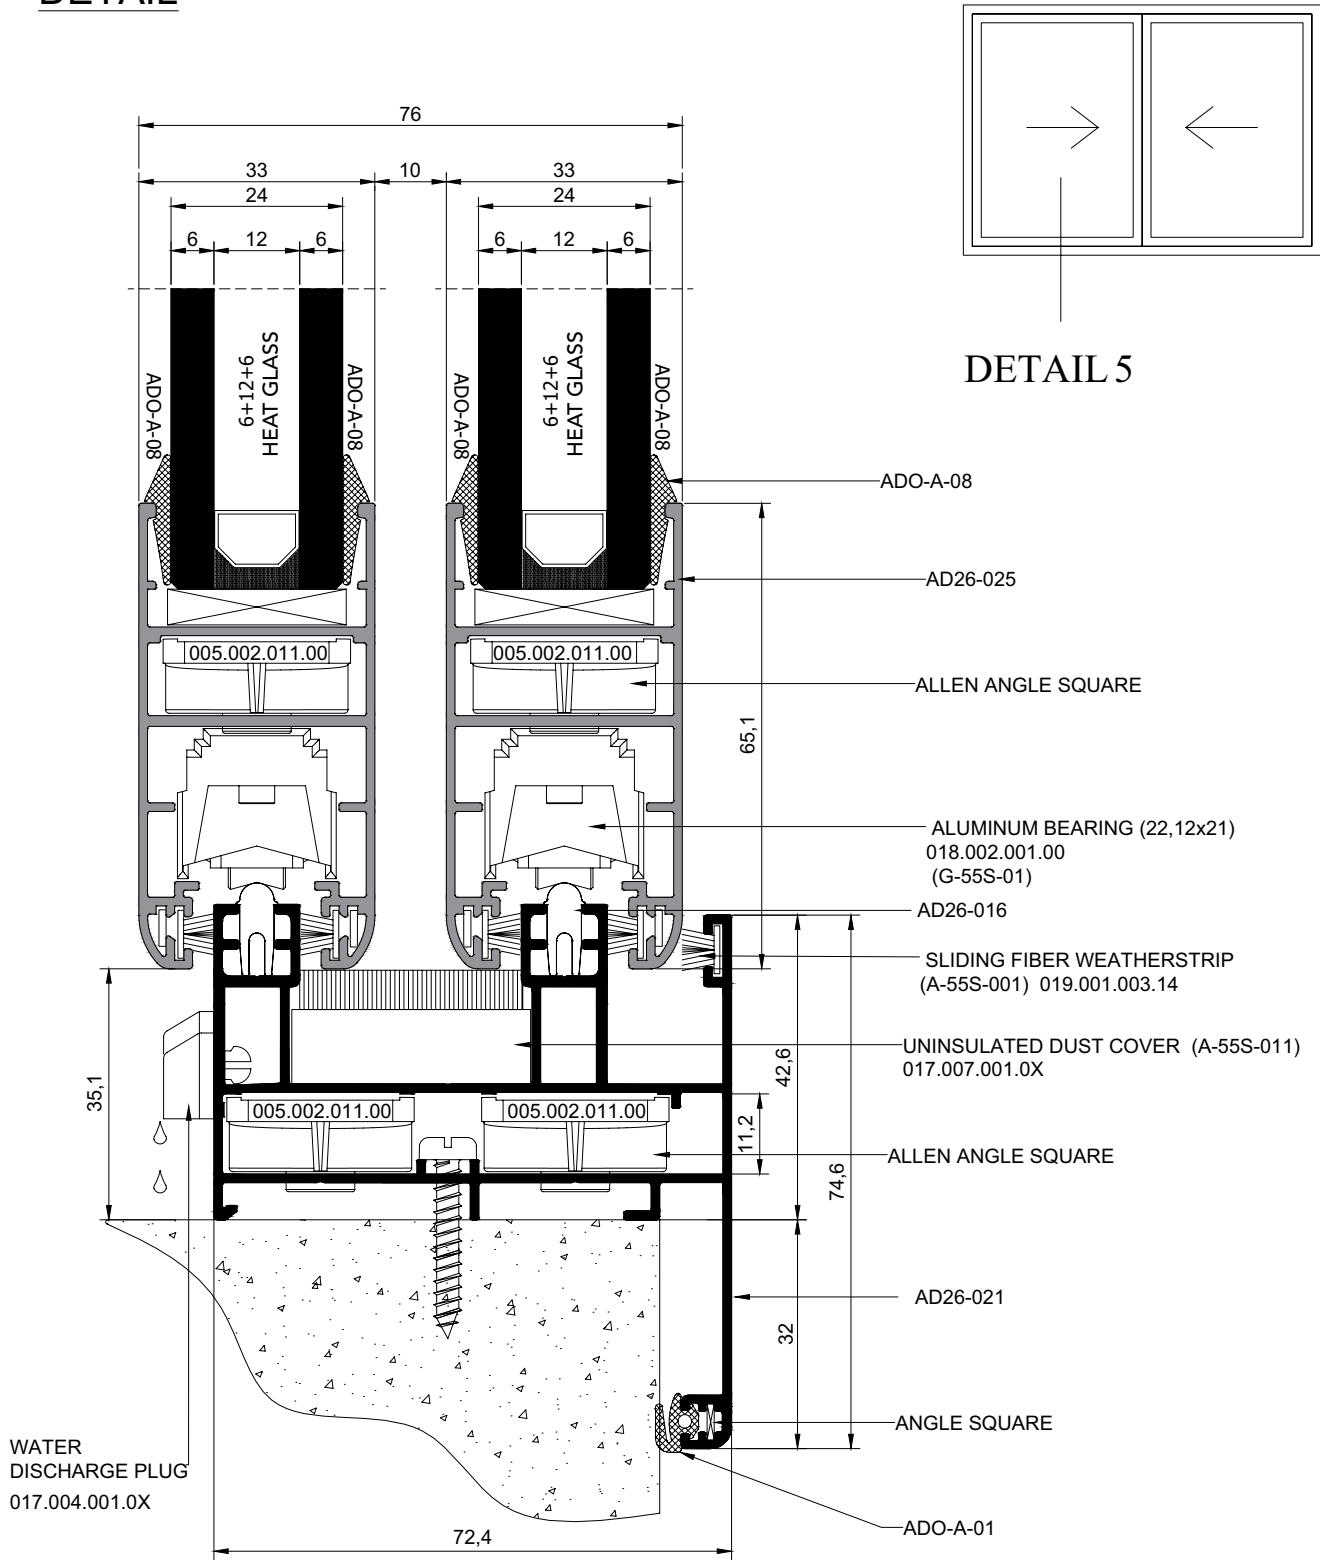 DETAIL
76
33
10
33
24
24
6
12
6
6
12
6
ADO-A-08
6+12+6
HEAT GLASS
ADO-A-08
ADO-A-08
6+12+6
HEAT GLASS
ADO-A-08
DETAIL 5
ADO-A-08
AD26-025
005.002.011.00
005.002.011.00
ALLEN ANGLE SQUARE
65,1
ALUMINUM BEARING (22,12x21)
018.002.001.00
(G-55S-01)
AD26-016
SLIDING FIBER WEATHERSTRIP
(A-55S-001) 019.001.003.14
UNINSULATED DUST COVER (A-55S-011)
017.007.001.0X
35,1
42,6
005.002.011.00
005.002.011.00
11,2
ALLEN ANGLE SQUARE
74,6
AD26-021
32
ANGLE SQUARE
WATER
DISCHARGE PLUG
017.004.001.0X
ADO-A-01
72,4